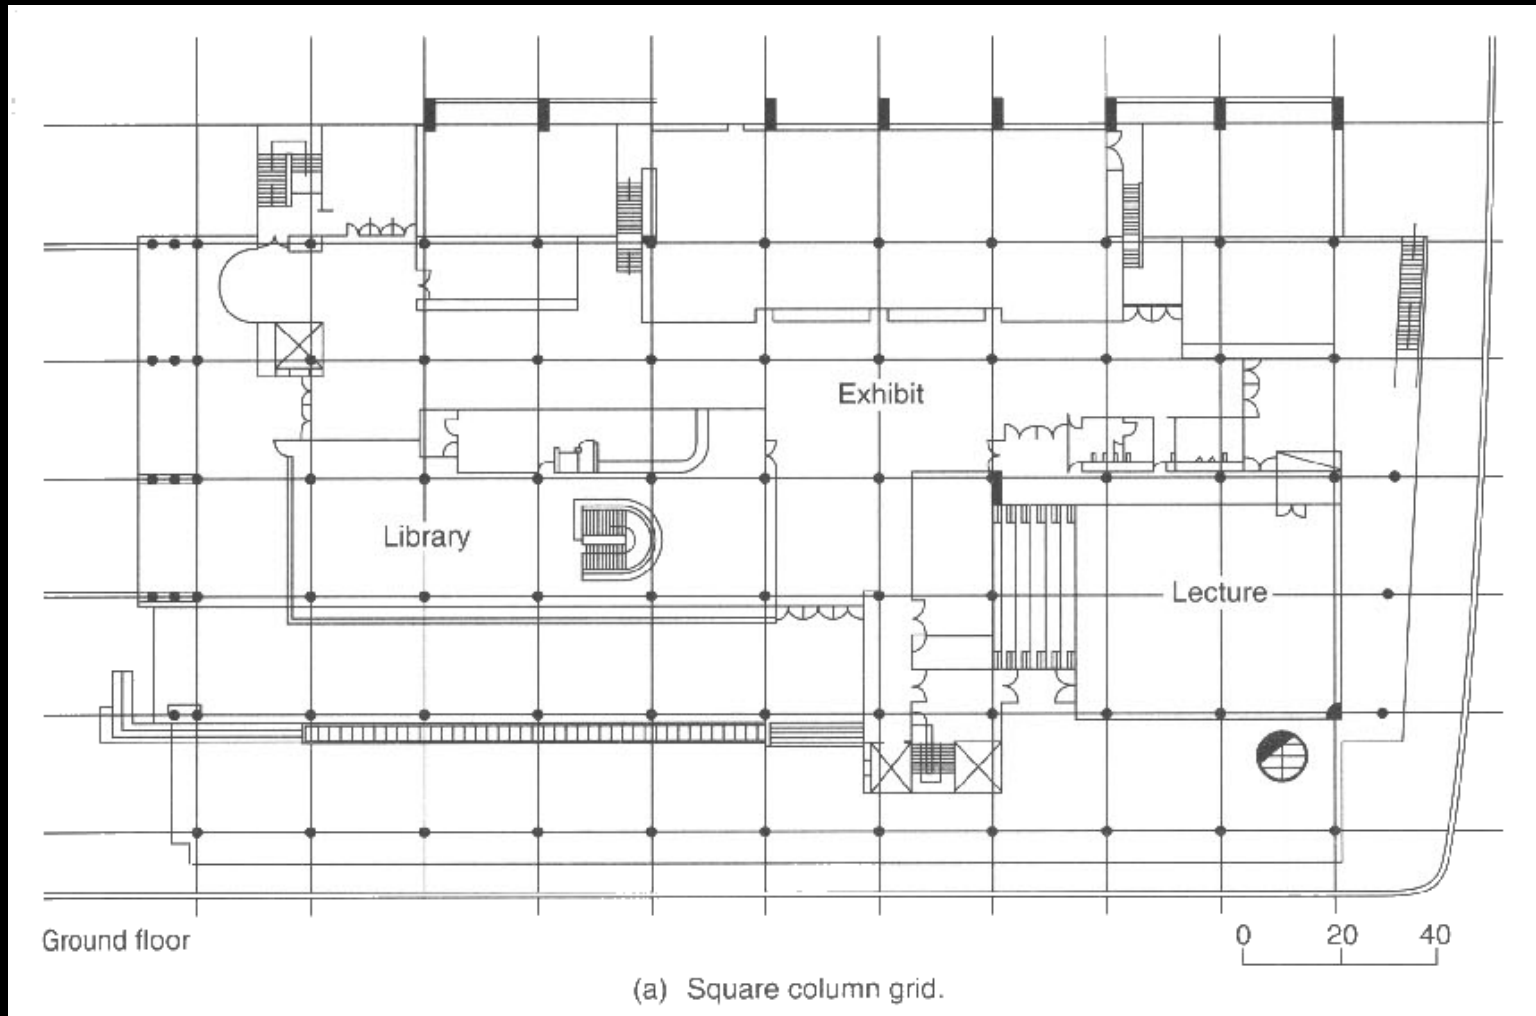 Exhibit
Library
Lecture
Ground floor
0 20 40
(a) Square column grid.